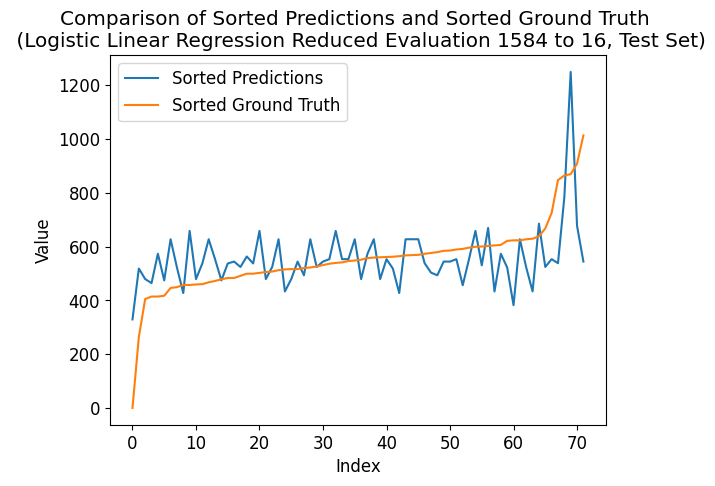 Comparison of Sorted Predictions and Sorted Ground Truth
(Logistic Linear Regression Reduced Evaluation 1584 to 16, Test Set)
Sorted Predictions
Sorted Ground Truth
1200
1000
800
600
400
200
0
Value
0 10 20 30 40 50 60 70
Index